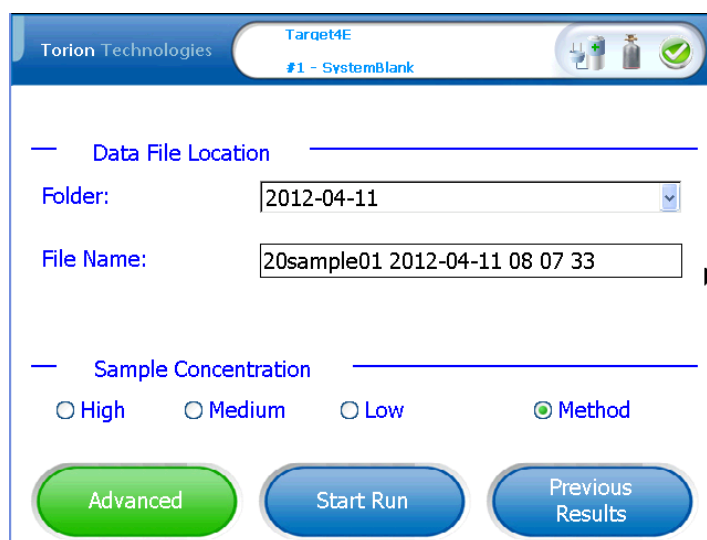 Torion Technologies
Target4E
#1 - SystemBlank
Data File Location
Folder:
2012-04-11
File Name:
20sample01 2012-04-11 08 07 33
Sample Concentration
High
Medium
Low
Method
Advanced
Start Run
Previous
Results